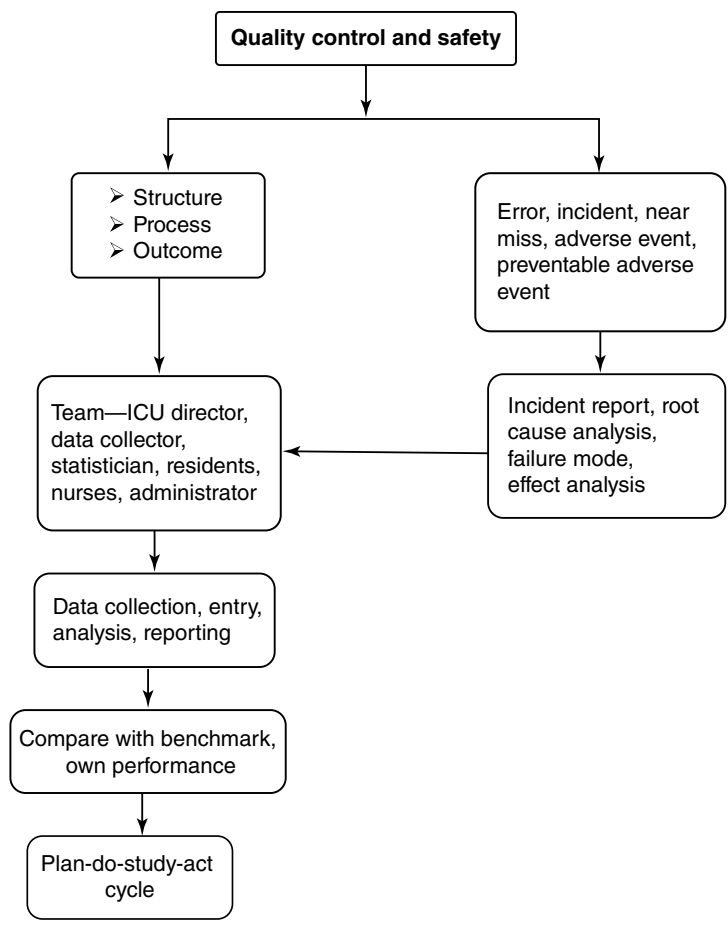 Quality control and safety
➢ Structure
➢ Process
➢ Outcome
Error, incident, near
miss, adverse event,
preventable adverse
event
Team—ICU director,
data collector,
statistician, residents,
nurses, administrator
Incident report, root
cause analysis,
failure mode,
effect analysis
Data collection, entry,
analysis, reporting
Compare with benchmark,
own performance
Plan-do-study-act
cycle